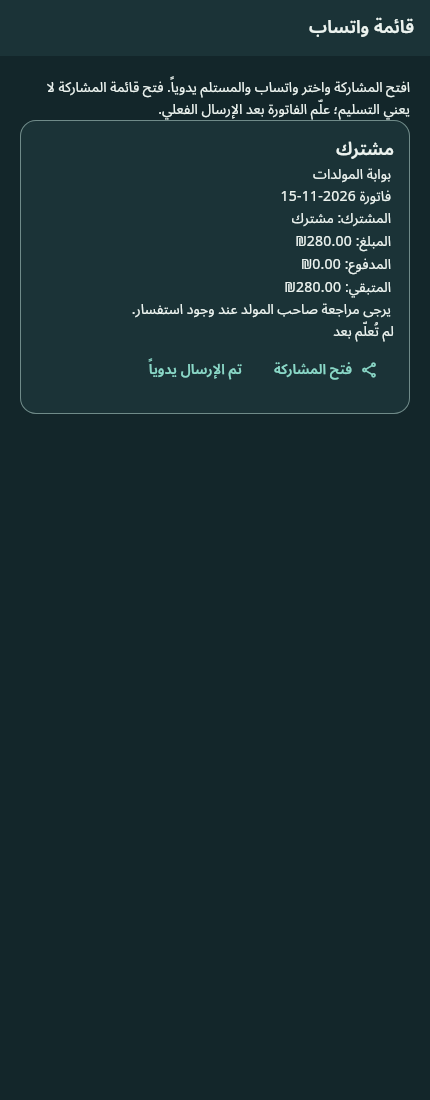 قائمة واتساب
افتح المشاركة واختر واتساب والمستلم يدوياً. فتح قائمة المشاركة لا
يعني التسليم؛ علّم الفاتورة بعد الإرسال الفعلي.
مشترك
بوابة المولدات
فاتورة 2026-11-15
المشترك: مشترك
المبلغ: 280.00₪
المدفوع: 0.00₪
المتبقي: 280.00₪
يرجى مراجعة صاحب المولد عند وجود استفسار.
لم تُعلّم بعد
فتح المشاركة
تم الإرسال يدوياً